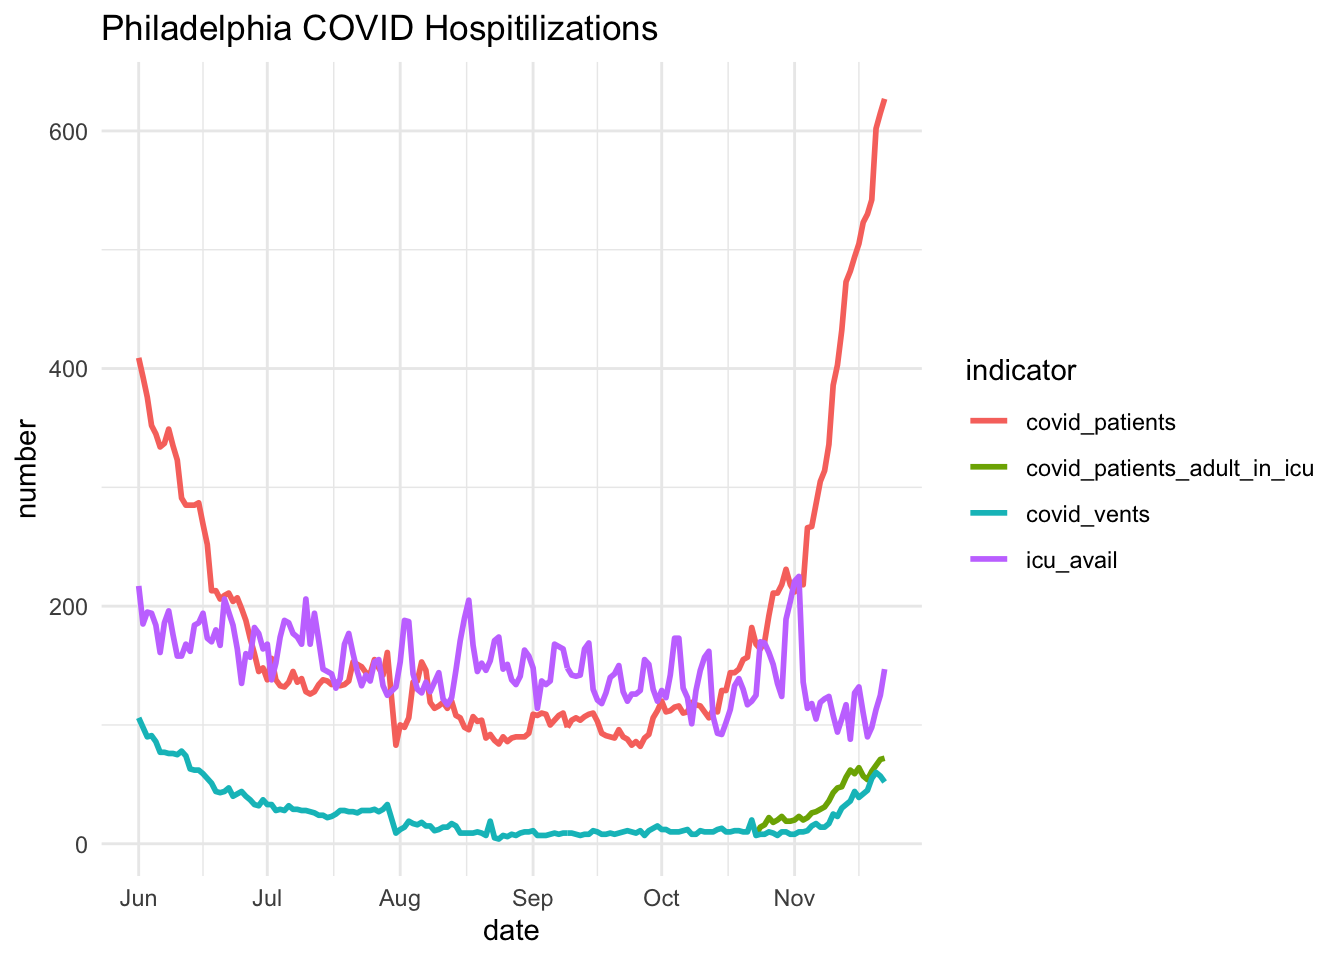 Philadelphia COVID Hospitilizations
600
400
200
0
number
Jun
Jul
Aug
Sep
Oct
Nov
date
indicator
covid_patients
covid_patients_adult_in_icu
covid_vents
icu_avail